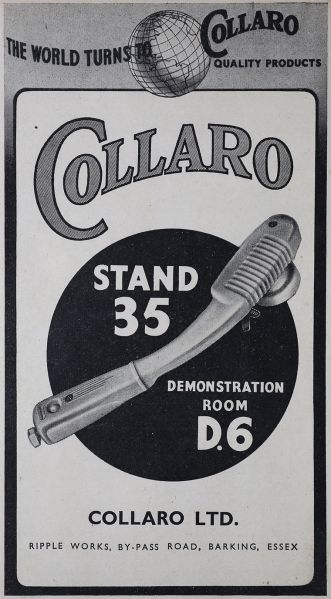 THE WORLD TURNS TO
COLLARO
QUALITY PRODUCTS
COLLARO
STAND
35
DEMONSTRATION
ROOM
D.6
COLLARO LTD.
RIPPLE WORKS, BY-PASS ROAD, BARKING, ESSEX